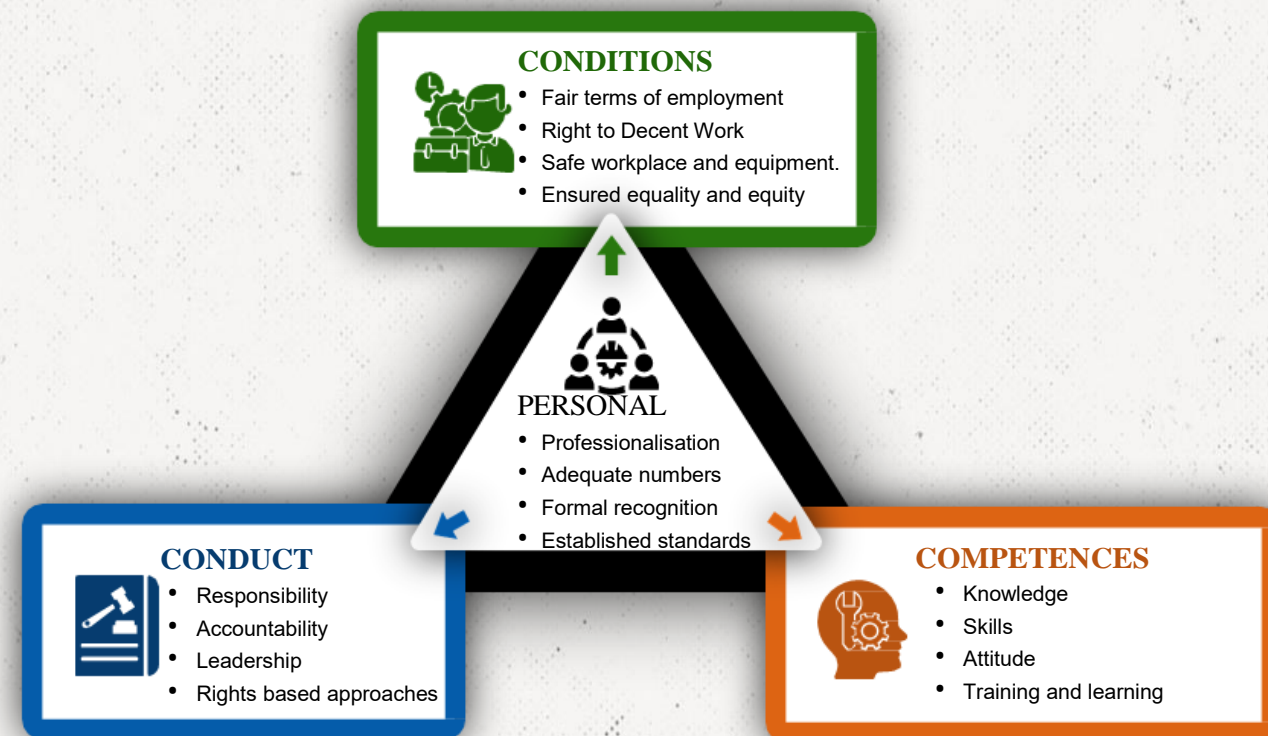 CONDITIONS
• Fair terms of employment
• Right to Decent Work
• Safe workplace and equipment.
• Ensured equality and equity
PERSONAL
• Professionalisation
• Adequate numbers
• Formal recognition
• Established standards
CONDUCT
• Responsibility
• Accountability
• Leadership
• Rights based approaches
COMPETENCES
• Knowledge
• Skills
• Attitude
• Training and learning